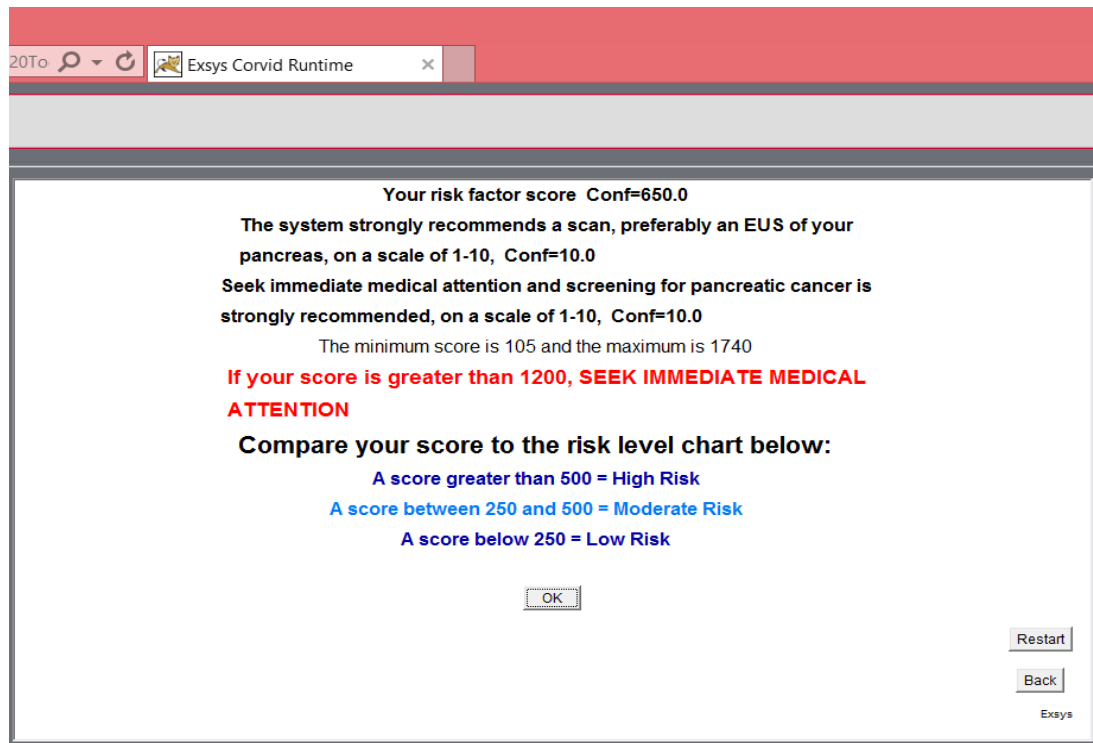 20To
Exsys Corvid Runtime
Your risk factor score Conf=650.0
The system strongly recommends a scan, preferably an EUS of your
pancreas, on a scale of 1-10, Conf=10.0
Seek immediate medical attention and screening for pancreatic cancer is
strongly recommended, on a scale of 1-10, Conf=10.0
The minimum score is 105 and the maximum is 1740
If your score is greater than 1200, SEEK IMMEDIATE MEDICAL
ATTENTION
Compare your score to the risk level chart below:
A score greater than 500 = High Risk
A score between 250 and 500 = Moderate Risk
A score below 250 = Low Risk
OK
Restart
Back
Exsys